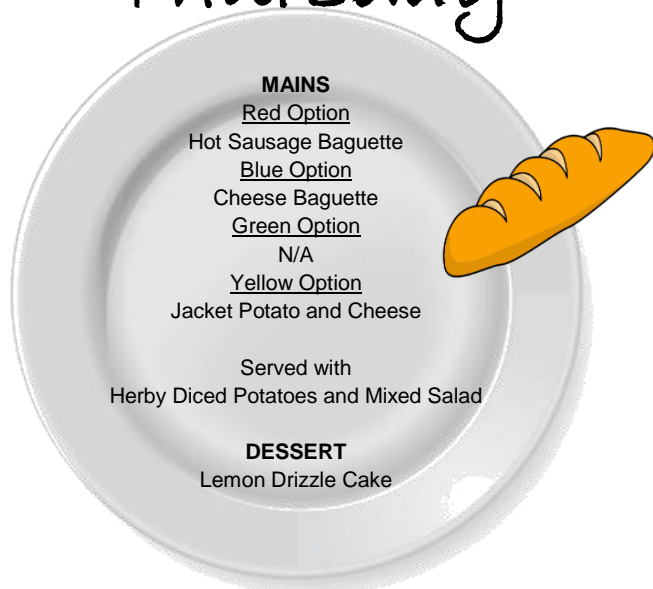 Thursday
MAINS
Red Option
Hot Sausage Baguette
Blue Option
Cheese Baguette
Green Option
N/A
Yellow Option
Jacket Potato and Cheese
Served with
Herby Diced Potatoes and Mixed Salad
DESSERT
Lemon Drizzle Cake